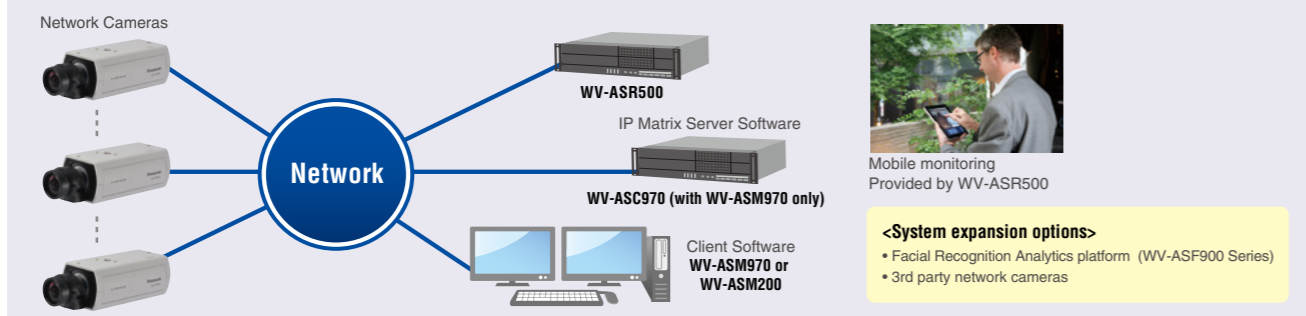 Network Cameras
Network
WV-ASR500
IP Matrix Server Software
WV-ASC970 (with WV-ASM970 only)
Client Software
WV-ASM970 or
WV-ASM200
Mobile monitoring
Provided by WV-ASR500
<System expansion options>
• Facial Recognition Analytics platform (WV-ASF900 Series)
• 3rd party network cameras